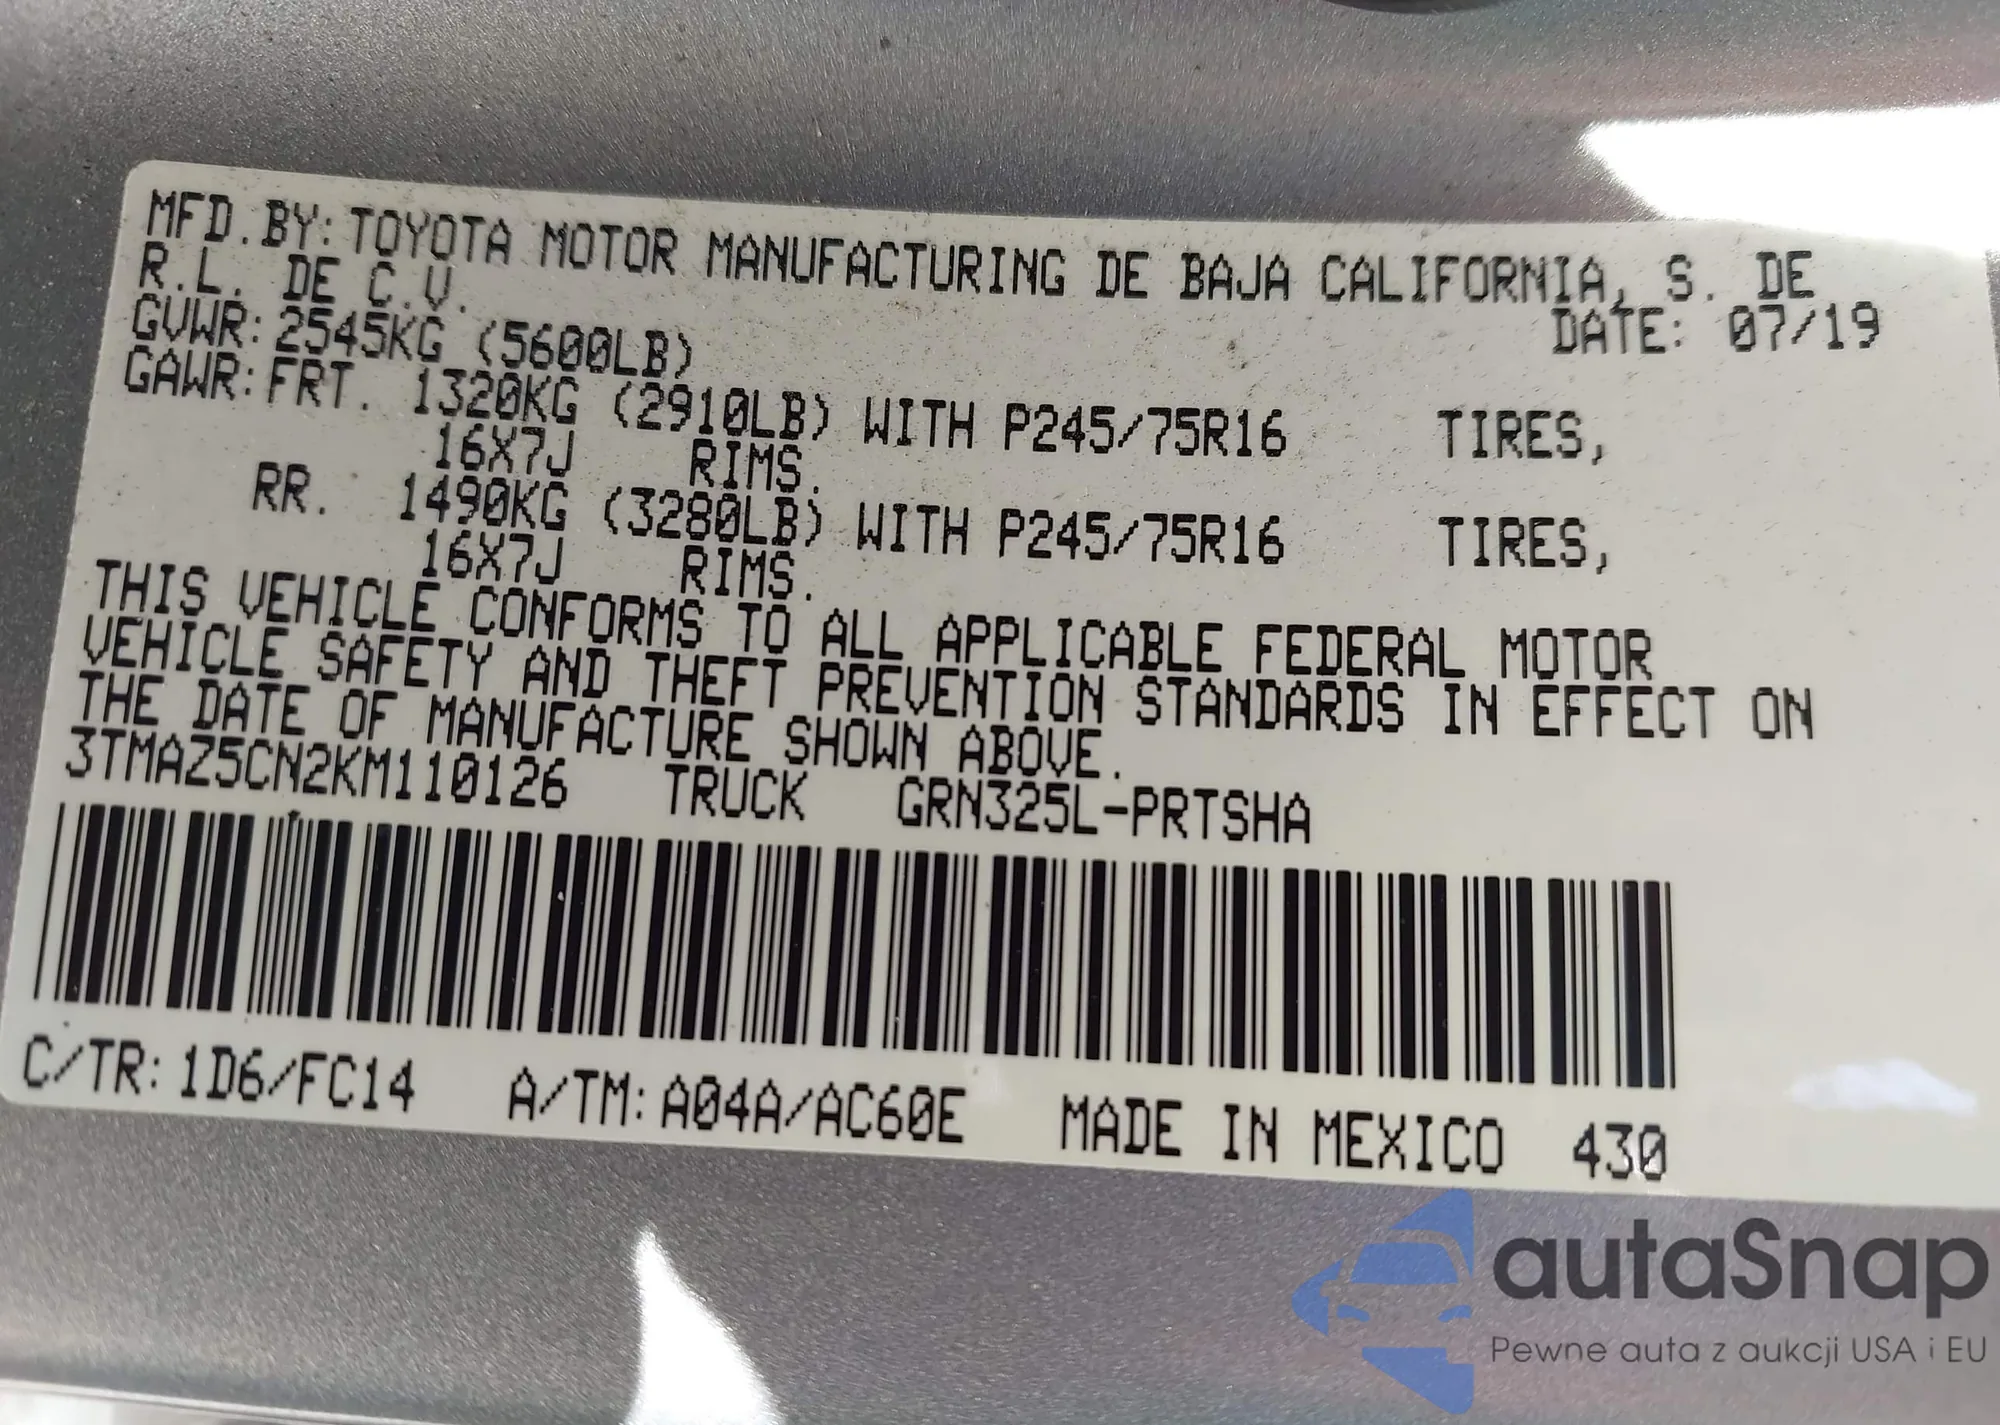 MFD.BY: TOYOTA MOTOR MANUFACTURING DE BAJA CALIFORNIA, S. DE
R.L. DE C.V. DATE: 07/19
GVWR: 2545KG (5600LB)
GAWR: FRT. 1320KG (2910LB) WITH P245/75R16 TIRES,
16X7J RIMS.
RR. 1490KG (3280LB) WITH P245/75R16 TIRES,
16X7J RIMS.
THIS VEHICLE CONFORMS TO ALL APPLICABLE FEDERAL MOTOR
VEHICLE SAFETY AND THEFT PREVENTION STANDARDS IN EFFECT ON
THE DATE OF MANUFACTURE SHOWN ABOVE.
3TMAZ5CN2KM110126 TRUCK GRN325L-PRTSHA
C/TR: 1D6/FC14 A/TM: A04A/AC60E MADE IN MEXICO 430
autaSnap
Pewne auta z aukcji USA i EU